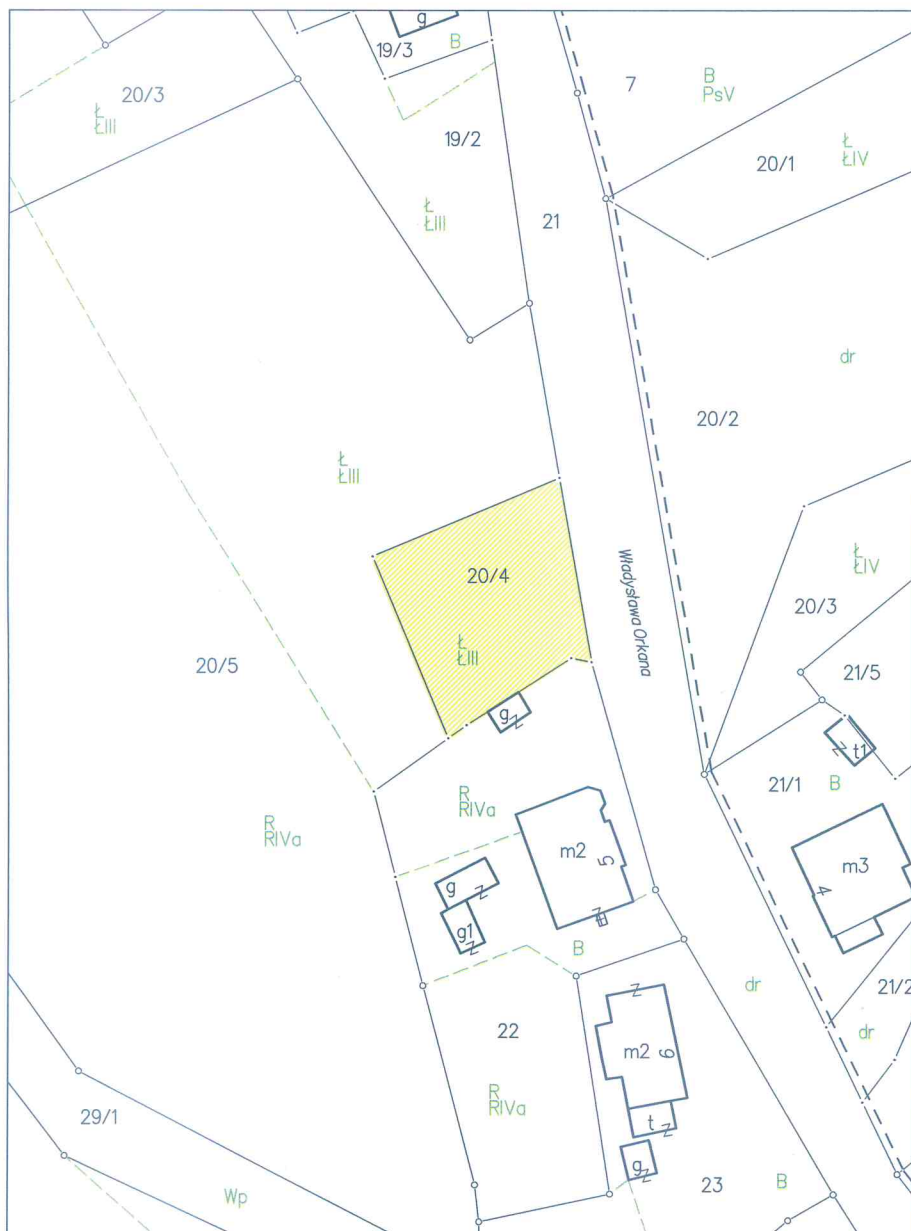 g
19/3
B
7
B
PsV
20/3
Ł
ŁIII
19/2
20/1
Ł
ŁIV
Ł
ŁIII
21
dr
20/2
Ł
ŁIII
20/4
Władysława Orkana
Ł
ŁIV
20/3
Ł
ŁIII
20/5
21/5
g
z
z
t1
21/1
B
R
RIVa
R
RIVa
m2
5
m3
4
g
z
g1
z
z
B
dr
21/2
z
22
m2
6
dr
R
RIVa
29/1
t
z
g
z
Wp
23
B